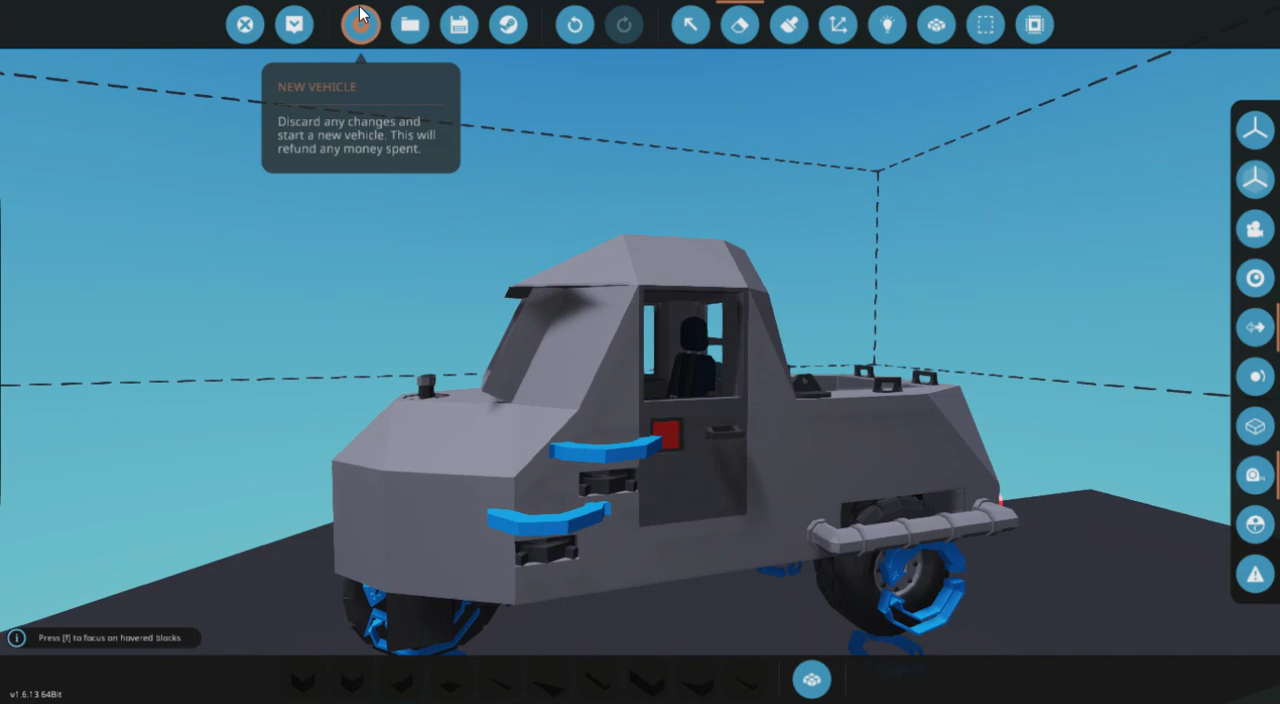 NEW VEHICLE
Discard any changes and
start a new vehicle. This will
refund any money spent.
Press [f] to focus on hovered blocks
v1.6.13 64Bit